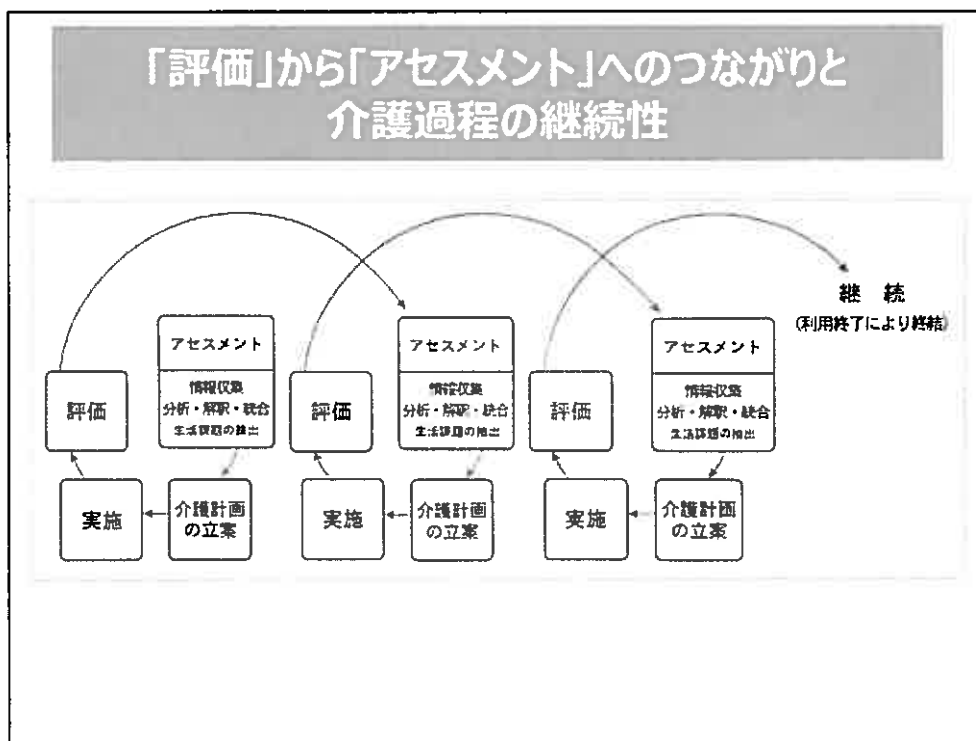 「評価」から「アセスメント」へのつながりと
介護過程の継続性
継　続
(利用終了により終結)
アセスメント
情報収集
分析・解釈・統合
生活課題の抽出
評価
実施
介護計画
の立案
アセスメント
情報収集
分析・解釈・統合
生活課題の抽出
評価
実施
介護計画
の立案
アセスメント
情報収集
分析・解釈・統合
生活課題の抽出
評価
実施
介護計画
の立案